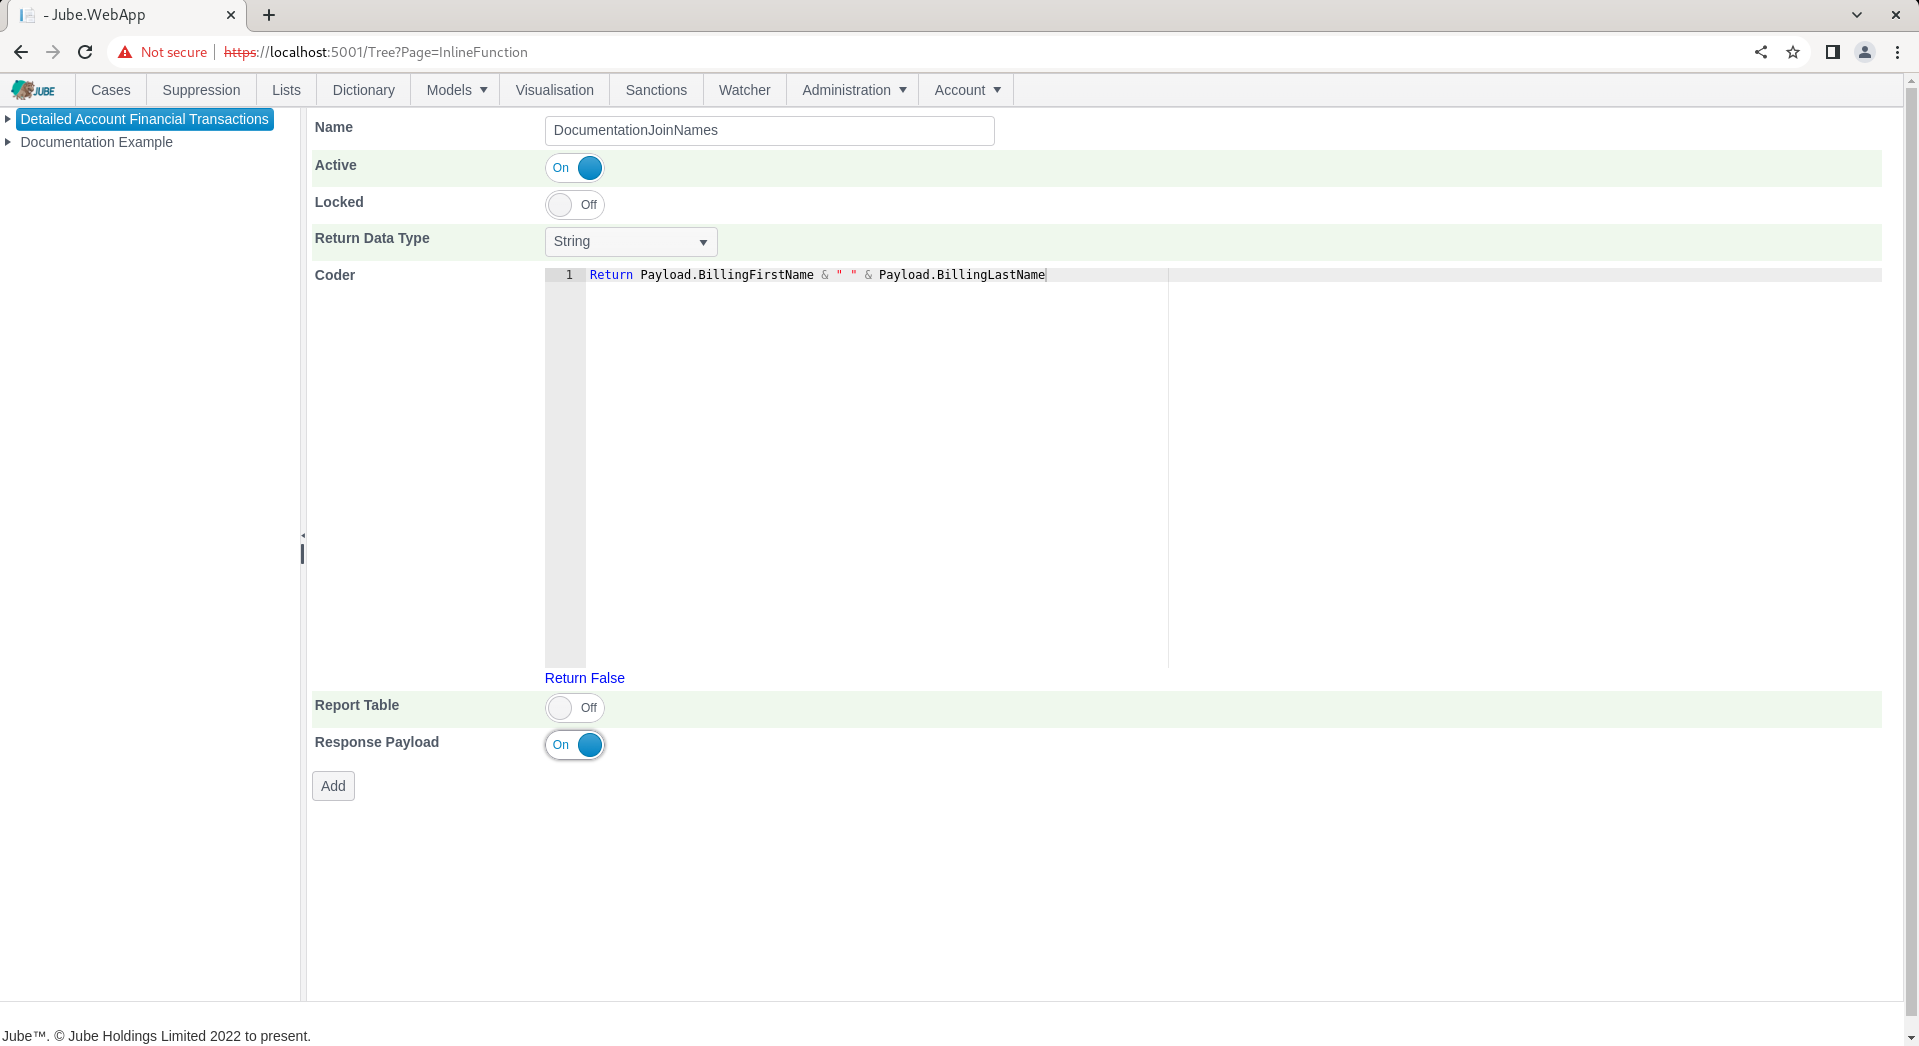 - Jube.WebApp
Not secure https://localhost:5001/Tree?Page=InlineFunction
JUBE Cases Suppression Lists Dictionary Models Visualisation Sanctions Watcher Administration Account
Detailed Account Financial Transactions
Documentation Example
Name DocumentationJoinNames
Active On
Locked Off
Return Data Type String
Coder 1 Return Payload.BillingFirstName & " " & Payload.BillingLastName
Return False
Report Table Off
Response Payload On
Add
Jube™. © Jube Holdings Limited 2022 to present.